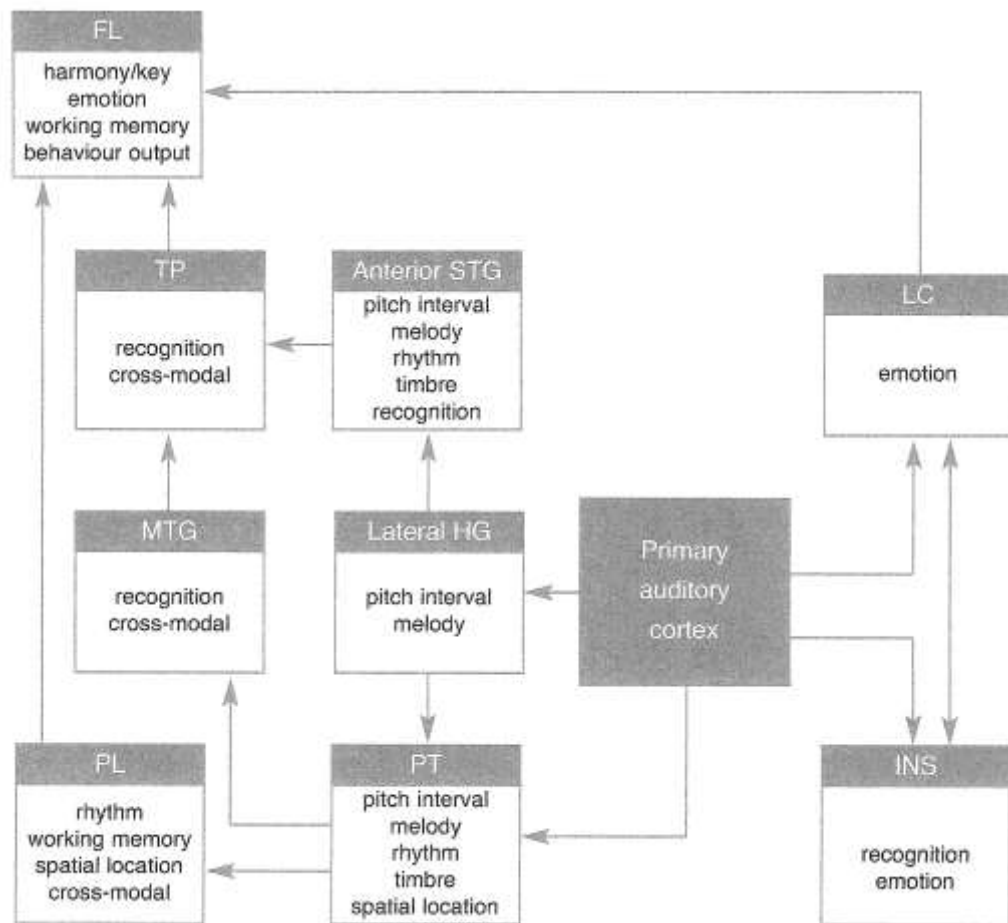 FL
harmony/key
emotion
working memory
behaviour output
TP
recognition
cross-modal
Anterior STG
pitch interval
melody
rhythm
timbre
recognition
LC
emotion
MTG
recognition
cross-modal
Lateral HG
pitch interval
melody
Primary
auditory
cortex
PL
rhythm
working memory
spatial location
cross-modal
PT
pitch interval
melody
rhythm
timbre
spatial location
INS
recognition
emotion